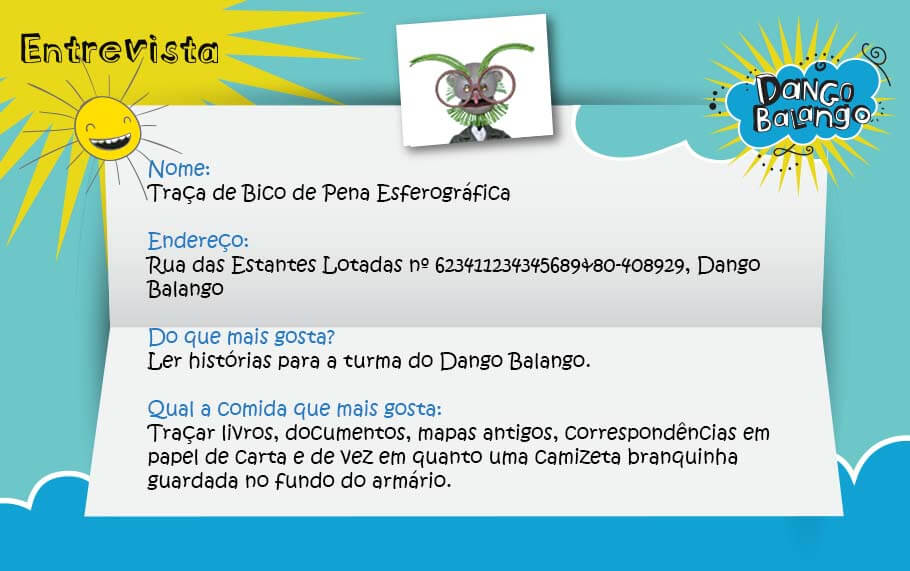 Entrevista
Dango
Balango
Nome:
Traça de Bico de Pena Esferográfica
Endereço:
Rua das Estantes Lotadas nº 623411234345689&80-408929, Dango
Balango
Do que mais gosta?
Ler histórias para a turma do Dango Balango.
Qual a comida que mais gosta:
Traçar livros, documentos, mapas antigos, correspondências em
papel de carta e de vez em quanto uma camizeta branquinha
guardada no fundo do armário.